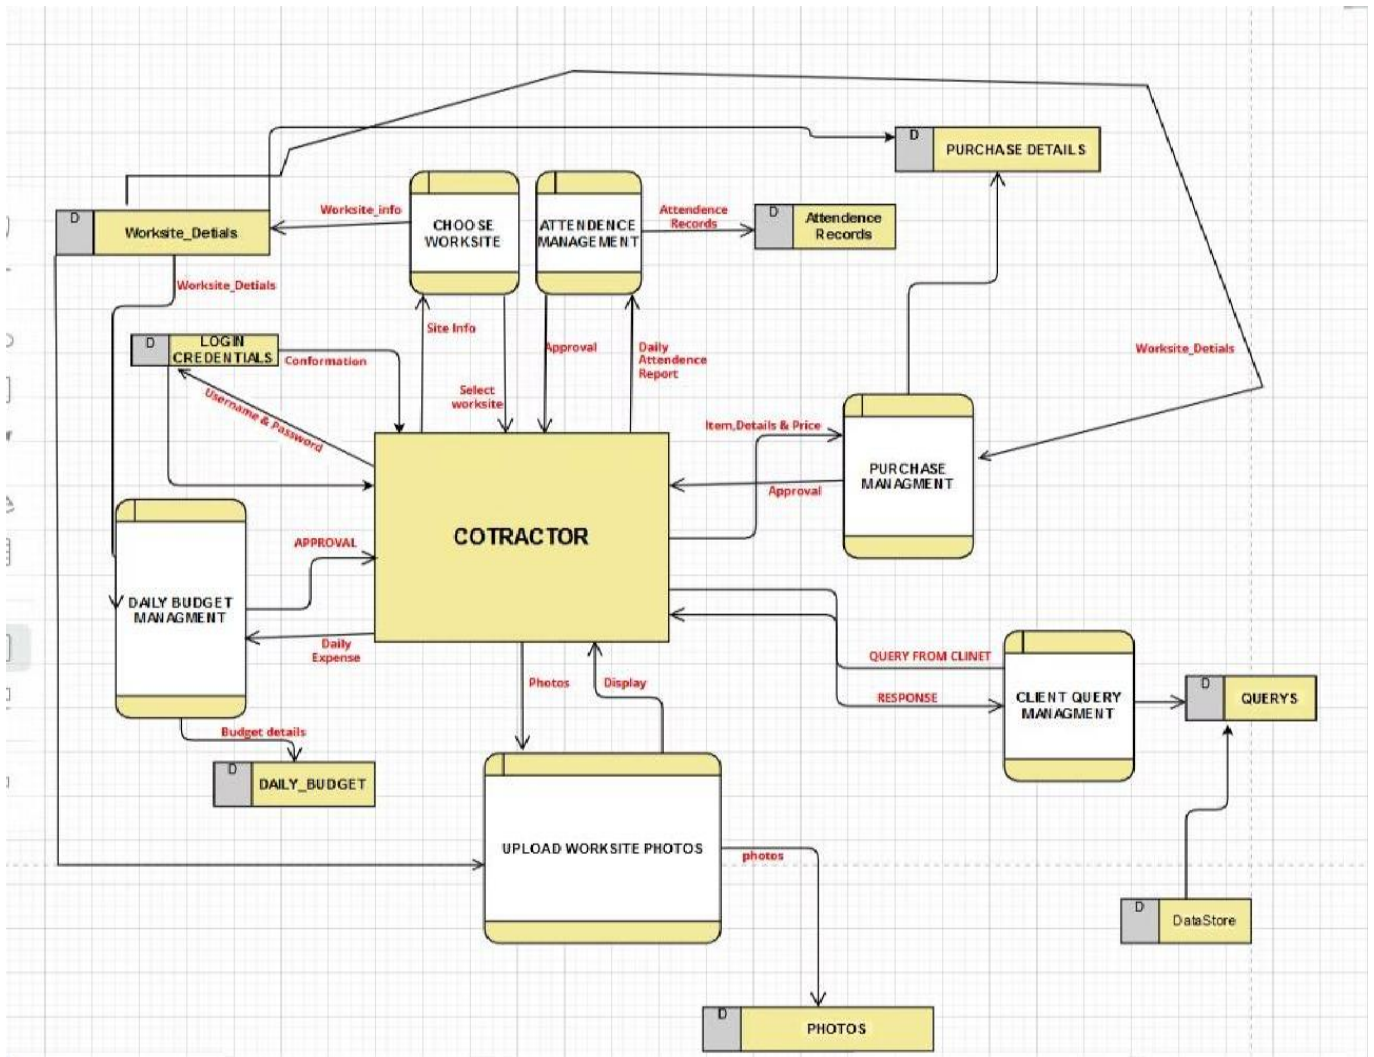 D
PURCHASE DETAILS
D
Worksite_Detials
Worksite_info
CHOOSE
WORKSITE
ATTENDENCE
MANAGEMENT
Attendence
Records
D
Attendence
Records
Worksite_Detials
D
LOGIN
CREDENTIALS
Conformation
Site Info
Approval
Daily
Attendence
Report
Worksite_Detials
Username & Password
Select
worksite
Item,Details & Price
PURCHASE
MANAGMENT
Approval
COTRACTOR
APPROVAL
DAILY BUDGET
MANAGMENT
Daily
Expense
QUERY FROM CLINET
Photos
Display
RESPONSE
CLIENT QUERY
MANAGMENT
D
QUERYS
Budget details
D
DAILY_BUDGET
UPLOAD WORKSITE PHOTOS
photos
D
DataStore
D
PHOTOS